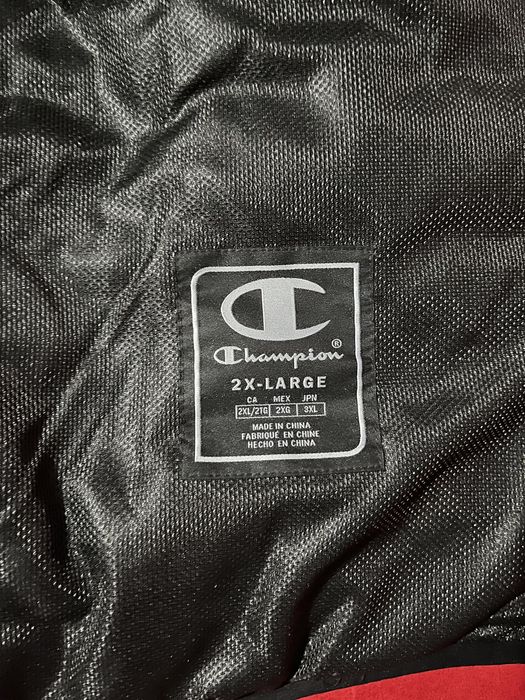 Champion®
2X-LARGE
CA MEX JPN
2XL/2TG 2XG 3XL
MADE IN CHINA
FABRIQUÉ EN CHINE
HECHO EN CHINA